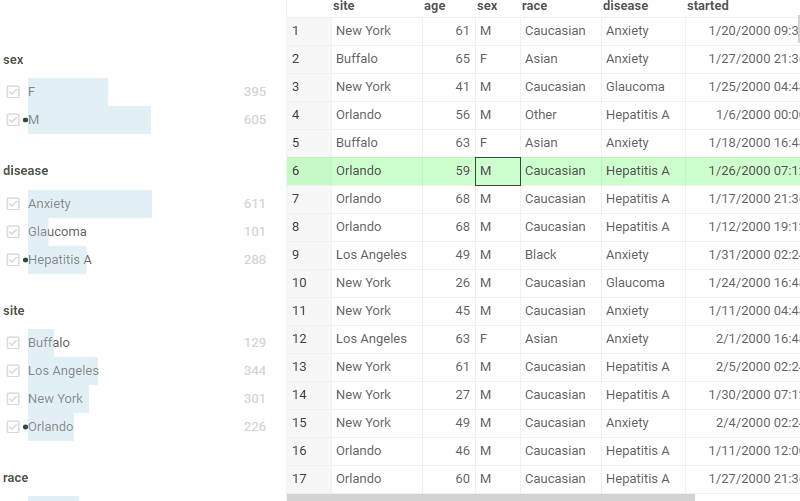 sex
F 395
M 605
disease
Anxiety 611
Glaucoma 101
Hepatitis A 288
site
Buffalo 129
Los Angeles 344
New York 301
Orlando 226
race
site age sex race disease started
1 New York 61 M Caucasian Anxiety 1/20/2000 09:3
2 Buffalo 65 F Asian Anxiety 1/27/2000 21:3
3 New York 41 M Caucasian Glaucoma 1/25/2000 04:4
4 Orlando 56 M Other Hepatitis A 1/6/2000 00:0
5 Buffalo 63 F Asian Anxiety 1/18/2000 16:4
6 Orlando 59 M Caucasian Hepatitis A 1/26/2000 07:1
7 Orlando 68 M Caucasian Hepatitis A 1/17/2000 21:3
8 Orlando 68 M Caucasian Hepatitis A 1/12/2000 19:1
9 Los Angeles 49 M Black Anxiety 1/31/2000 02:2
10 New York 26 M Caucasian Glaucoma 1/24/2000 16:4
11 New York 45 M Caucasian Anxiety 1/11/2000 04:4
12 Los Angeles 63 F Asian Anxiety 2/1/2000 16:4
13 New York 61 M Caucasian Hepatitis A 2/5/2000 02:2
14 New York 27 M Caucasian Hepatitis A 1/30/2000 07:1
15 New York 49 M Caucasian Anxiety 2/4/2000 02:2
16 Orlando 46 M Caucasian Hepatitis A 1/11/2000 12:0
17 Orlando 60 M Caucasian Hepatitis A 1/27/2000 21:3